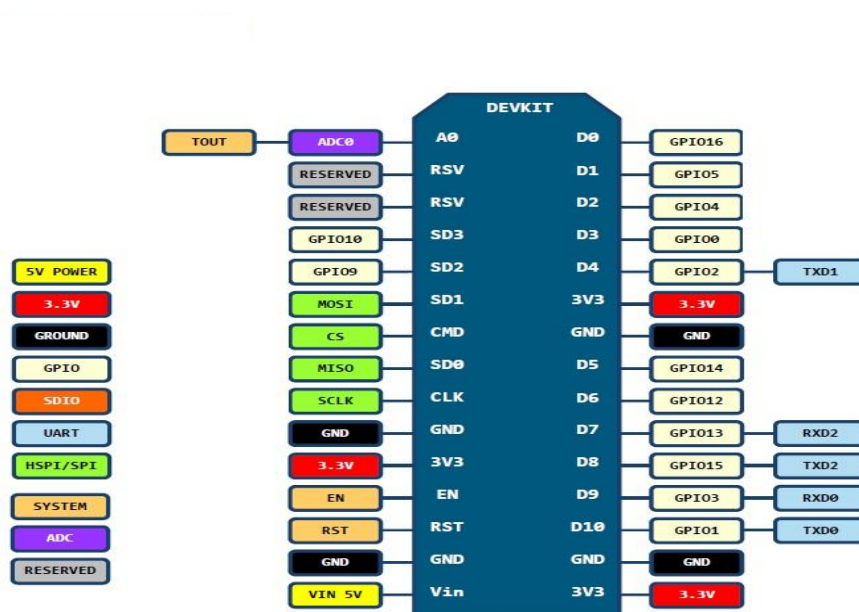 DEVKIT
TOUT ADC0 A0 D0 GPIO16
RESERVED RSV D1 GPIO5
RESERVED RSV D2 GPIO4
GPIO10 SD3 D3 GPIO0
5V POWER GPIO9 SD2 D4 GPIO2 TXD1
3.3V MOSI SD1 3V3 3.3V
GROUND CS CMD GND GND
GPIO MISO SD0 D5 GPIO14
SDIO SCLK CLK D6 GPIO12
UART GND GND D7 GPIO13 RXD2
HSPI/SPI 3.3V 3V3 D8 GPIO15 TXD2
SYSTEM EN EN D9 GPIO3 RXD0
ADC RST RST D10 GPIO1 TXD0
RESERVED GND GND GND GND
VIN 5V Vin 3V3 3.3V